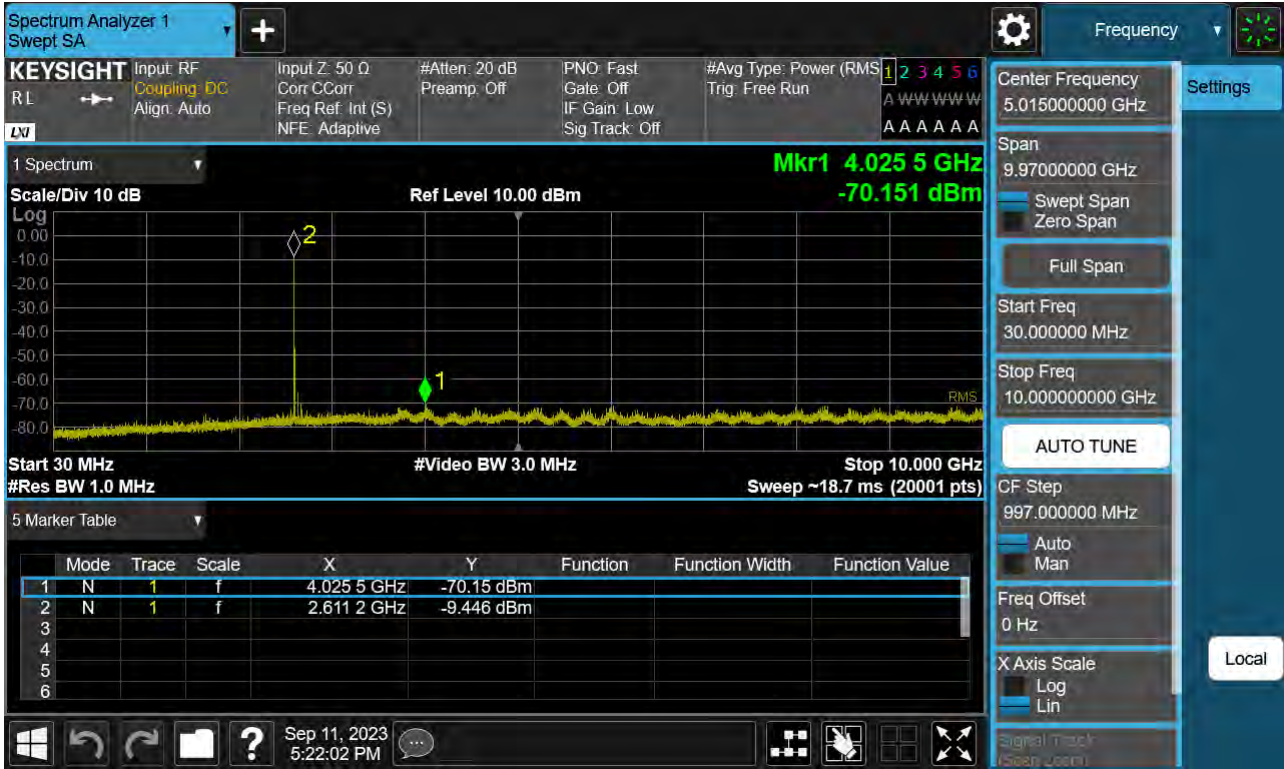 Spectrum Analyzer 1
Swept SA
+
Frequency
KEYSIGHT
RL
LXI
Input: RF
Coupling: DC
Align: Auto
Input Z: 50 Ω
Corr CCorr
Freq Ref: Int (S)
NFE: Adaptive
#Atten: 20 dB
Preamp: Off
PNO: Fast
Gate: Off
IF Gain: Low
Sig Track: Off
#Avg Type: Power (RMS
Trig: Free Run
1 2 3 4 5 6
A W W W W W
A A A A A A
1 Spectrum
Scale/Div 10 dB
Ref Level 10.00 dBm
Mkr1 4.025 5 GHz
-70.151 dBm
Log
0.00
-10.0
-20.0
-30.0
-40.0
-50.0
-60.0
-70.0
-80.0
2
1
RMS
Start 30 MHz
#Video BW 3.0 MHz
Stop 10.000 GHz
#Res BW 1.0 MHz
Sweep ~18.7 ms (20001 pts)
5 Marker Table
Mode Trace Scale X Y Function Function Width Function Value
1 N 1 f 4.025 5 GHz -70.15 dBm
2 N 1 f 2.611 2 GHz -9.446 dBm
3
4
5
6
?
Sep 11, 2023
5:22:02 PM
Center Frequency
5.015000000 GHz
Settings
Span
9.97000000 GHz
Swept Span
Zero Span
Full Span
Start Freq
30.000000 MHz
Stop Freq
10.000000000 GHz
AUTO TUNE
CF Step
997.000000 MHz
Auto
Man
Freq Offset
0 Hz
X Axis Scale
Log
Lin
Local
Signal Track
(Span Zoom)